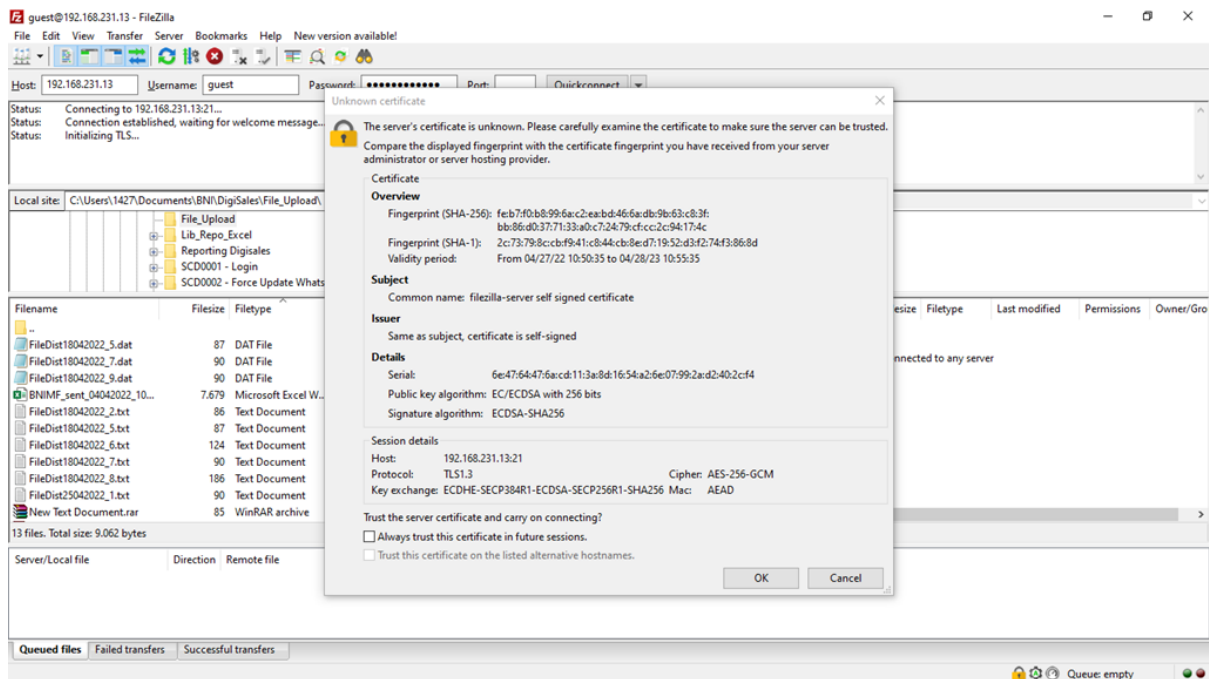 guest@192.168.231.13 - FileZilla
File Edit View Transfer Server Bookmarks Help New version available!
Host: 192.168.231.13 Username: guest Password: Port: Quickconnect
Status: Connecting to 192.168.231.13:21...
Status: Connection established, waiting for welcome message...
Status: Initializing TLS...
Local site: C:\Users\1427\Documents\BNI\DigiSales\File_Upload\
File_Upload
Lib_Repo_Excel
Reporting Digisales
SCD0001 - Login
SCD0002 - Force Update Whats
Filename Filesize Filetype
..
FileDist18042022_5.dat 87 DAT File
FileDist18042022_7.dat 90 DAT File
FileDist18042022_9.dat 90 DAT File
BNIMF_sent_04042022_10... 7.679 Microsoft Excel W...
FileDist18042022_2.txt 86 Text Document
FileDist18042022_5.txt 87 Text Document
FileDist18042022_6.txt 124 Text Document
FileDist18042022_7.txt 90 Text Document
FileDist18042022_8.txt 186 Text Document
FileDist25042022_1.txt 90 Text Document
New Text Document.rar 85 WinRAR archive
13 files. Total size: 9.062 bytes
Unknown certificate
The server's certificate is unknown. Please carefully examine the certificate to make sure the server can be trusted.
Compare the displayed fingerprint with the certificate fingerprint you have received from your server
administrator or server hosting provider.
Certificate
Overview
Fingerprint (SHA-256): fe:b7:f0:b8:99:6a:c2:ea:bd:46:6a:db:9b:63:c8:3f:
bb:86:d0:37:71:33:a0:c7:24:79:cf:cc:2c:94:17:4c
Fingerprint (SHA-1): 2c:73:79:8c:cb:f9:41:c8:44:cb:8e:d7:19:52:d3:f2:74:f3:86:8d
Validity period: From 04/27/22 10:50:35 to 04/28/23 10:55:35
Subject
Common name: filezilla-server self signed certificate
Issuer
Same as subject, certificate is self-signed
Details
Serial: 6e:47:64:47:6a:cd:11:3a:8d:16:54:a2:6e:07:99:2a:d2:40:2c:f4
Public key algorithm: EC/ECDSA with 256 bits
Signature algorithm: ECDSA-SHA256
Session details
Host: 192.168.231.13:21
Protocol: TLS1.3 Cipher: AES-256-GCM
Key exchange: ECDHE-SECP384R1-ECDSA-SECP256R1-SHA256 Mac: AEAD
Trust the server certificate and carry on connecting?
Always trust this certificate in future sessions.
Trust this certificate on the listed alternative hostnames.
OK Cancel
esize Filetype Last modified Permissions Owner/Gro
nnected to any server
Server/Local file Direction Remote file
Queued files Failed transfers Successful transfers
Queue: empty